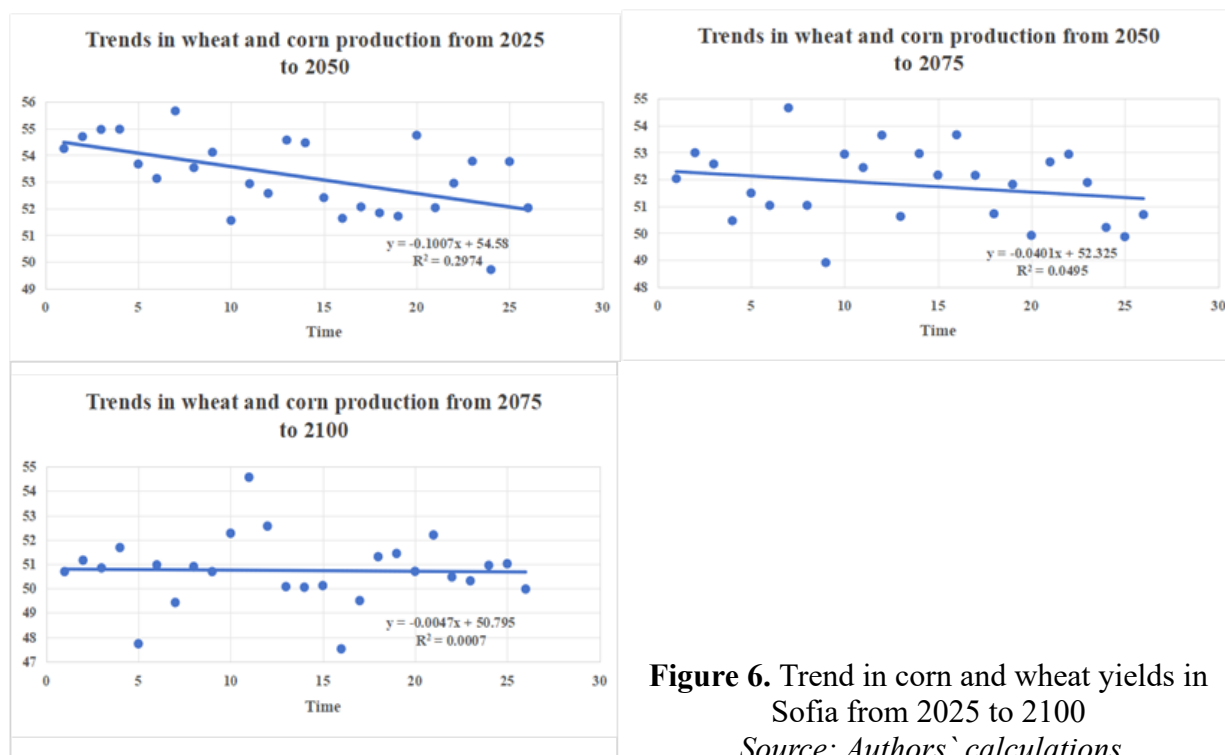 Trends in wheat and corn production from 2025
to 2050
56
55
54
53
52
51
50
49
y = -0.1007x + 54.58
R² = 0.2974
0 5 10 15 20 25 30
Time
Trends in wheat and corn production from 2050
to 2075
55
54
53
52
51
50
49
48
y = -0.0401x + 52.325
R² = 0.0495
0 5 10 15 20 25 30
Time
Trends in wheat and corn production from 2075
to 2100
55
54
53
52
51
50
49
48
47
y = -0.0047x + 50.795
R² = 0.0007
0 5 10 15 20 25 30
Time
Figure 6. Trend in corn and wheat yields in
Sofia from 2025 to 2100
Source: Authors` calculations